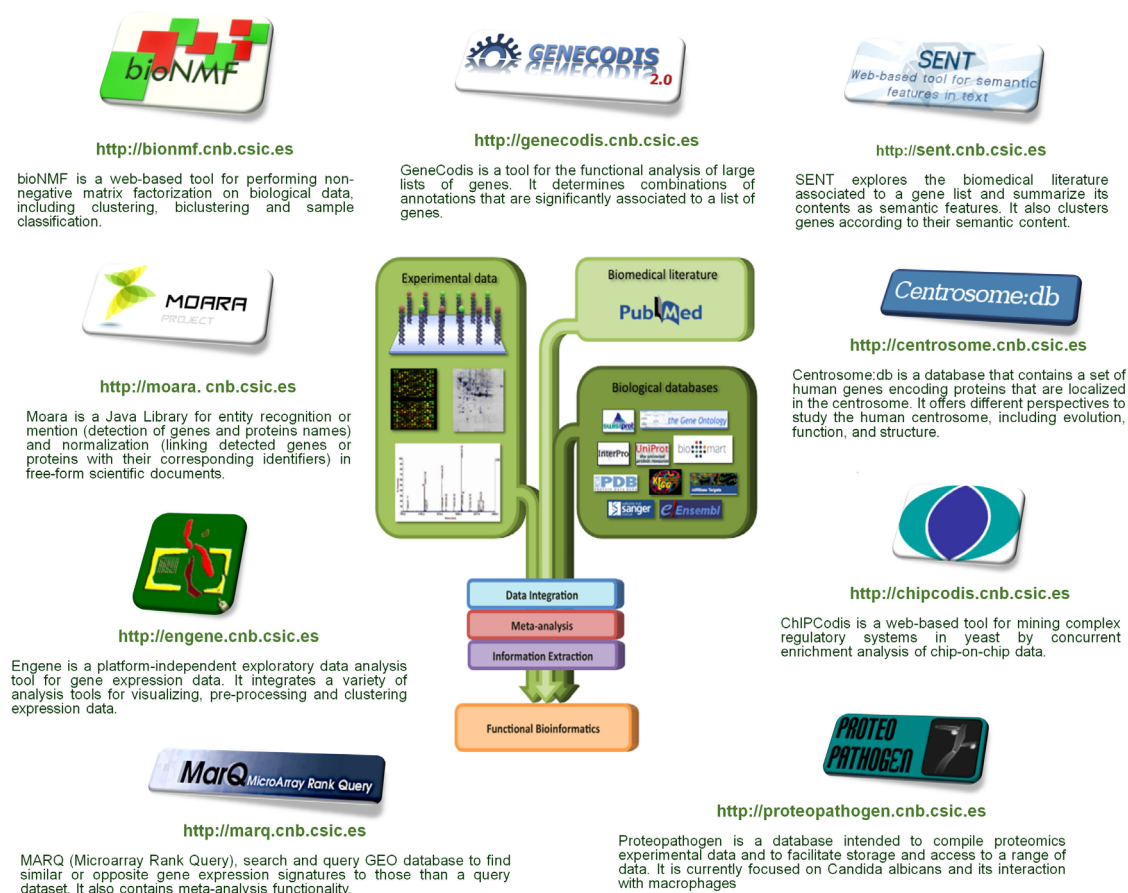 bioNMF
http://bionmf.cnb.csic.es
bioNMF is a web-based tool for performing non-
negative matrix factorization on biological data,
including clustering, biclustering and sample
classification.
GENECODIS
2.0
http://genecodis.cnb.csic.es
GeneCodis is a tool for the functional analysis of large
lists of genes. It determines combinations of
annotations that are significantly associated to a list of
genes.
SENT
Web-based tool for semantic
features in text
http://sent.cnb.csic.es
SENT explores the biomedical literature
associated to a gene list and summarize its
contents as semantic features. It also clusters
genes according to their semantic content.
MOARA
PROJECT
http://moara. cnb.csic.es
Moara is a Java Library for entity recognition or
mention (detection of genes and proteins names)
and normalization (linking detected genes or
proteins with their corresponding identifiers) in
free-form scientific documents.
Experimental data
Biomedical literature
PubMed
Biological databases
swissprot
the Gene Ontology
InterPro
UniProt
biomart
PDB
KEGG
sanger
e!Ensembl
Centrosome:db
http://centrosome.cnb.csic.es
Centrosome:db is a database that contains a set of
human genes encoding proteins that are localized
in the centrosome. It offers different perspectives to
study the human centrosome, including evolution,
function, and structure.
http://engene.cnb.csic.es
Engene is a platform-independent exploratory data analysis
tool for gene expression data. It integrates a variety of
analysis tools for visualizing, pre-processing and clustering
expression data.
Data Integration
Meta-analysis
Information Extraction
Functional Bioinformatics
http://chipcodis.cnb.csic.es
ChIPCodis is a web-based tool for mining complex
regulatory systems in yeast by concurrent
enrichment analysis of chip-on-chip data.
MarQ MicroArray Rank Query
http://marq.cnb.csic.es
MARQ (Microarray Rank Query), search and query GEO database to find
similar or opposite gene expression signatures to those than a query
dataset. It also contains meta-analysis functionality.
PROTEO
PATHOGEN
http://proteopathogen.cnb.csic.es
Proteopathogen is a database intended to compile proteomics
experimental data and to facilitate storage and access to a range of
data. It is currently focused on Candida albicans and its interaction
with macrophages